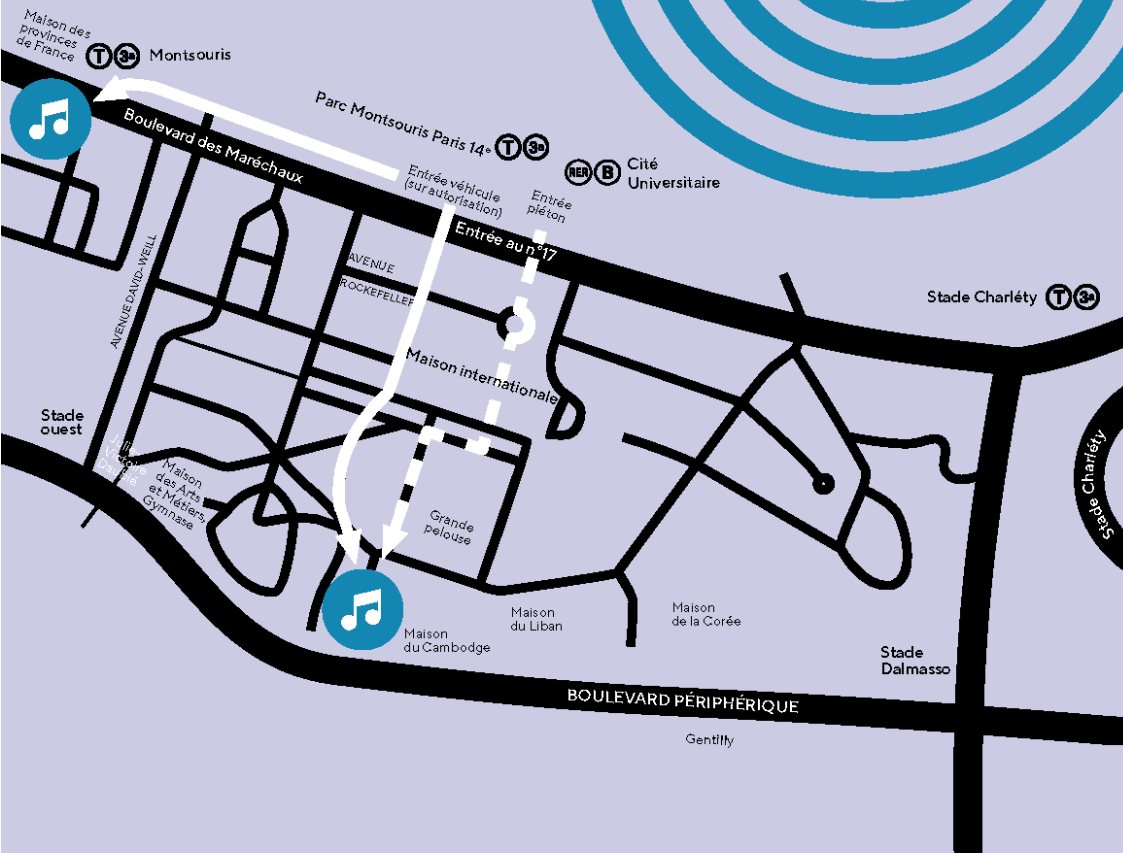 Maison des
provinces
de France
T 3a Montsouris
Parc Montsouris Paris 14e T 3a
RER B Cité
Universitaire
Boulevard des Maréchaux
Entrée véhicule
(sur autorisation)
Entrée
piéton
Entrée au n°17
AVENUE
ROCKEFELLER
AVENUE DAVID-WEILL
Stade Charléty T 3a
Maison internationale
Stade
ouest
Julie
Victoire
Daubié
Maison
des Arts
et Métiers,
Gymnase
Grande
pelouse
Stade Charléty
Maison
du Cambodge
Maison
du Liban
Maison
de la Corée
Stade
Dalmasso
BOULEVARD PÉRIPHÉRIQUE
Gentilly